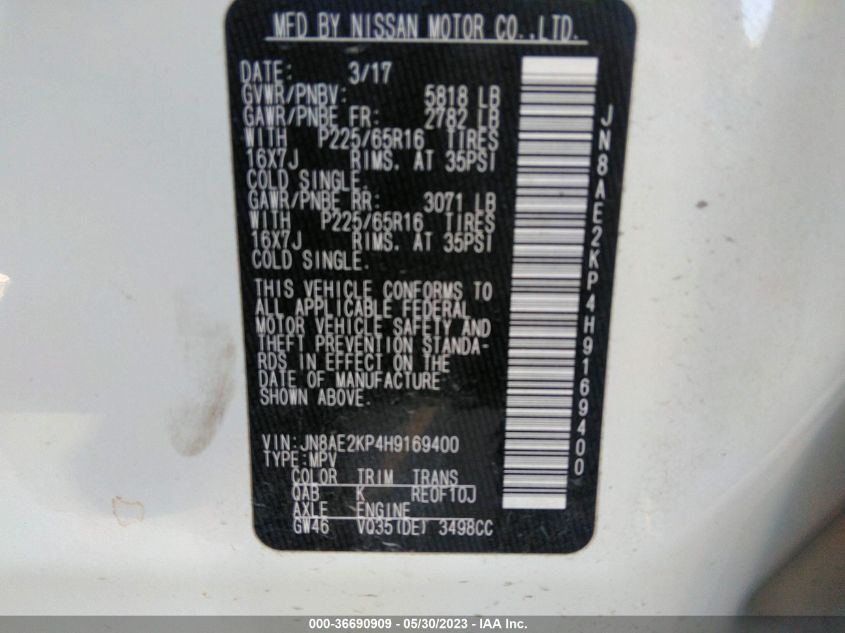 MFD BY NISSAN MOTOR CO.,LTD.
DATE: 3/17
GVWR/PNBV: 5818 LB
GAWR/PNBE FR: 2782 LB
WITH P225/65R16 TIRES
16X7J RIMS. AT 35PSI
COLD SINGLE.
GAWR/PNBE RR: 3071 LB
WITH P225/65R16 TIRES
16X7J RIMS. AT 35PSI
COLD SINGLE.
THIS VEHICLE CONFORMS TO
ALL APPLICABLE FEDERAL
MOTOR VEHICLE SAFETY AND
THEFT PREVENTION STANDA-
RDS IN EFFECT ON THE
DATE OF MANUFACTURE
SHOWN ABOVE.
VIN:JN8AE2KP4H9169400
TYPE:MPV
COLOR TRIM TRANS
QAB K RE0F10J
AXLE ENGINE
GW46 VQ35(DE) 3498CC
JN8AE2KP4H9169400
000-36690909 - 05/30/2023 - IAA Inc.